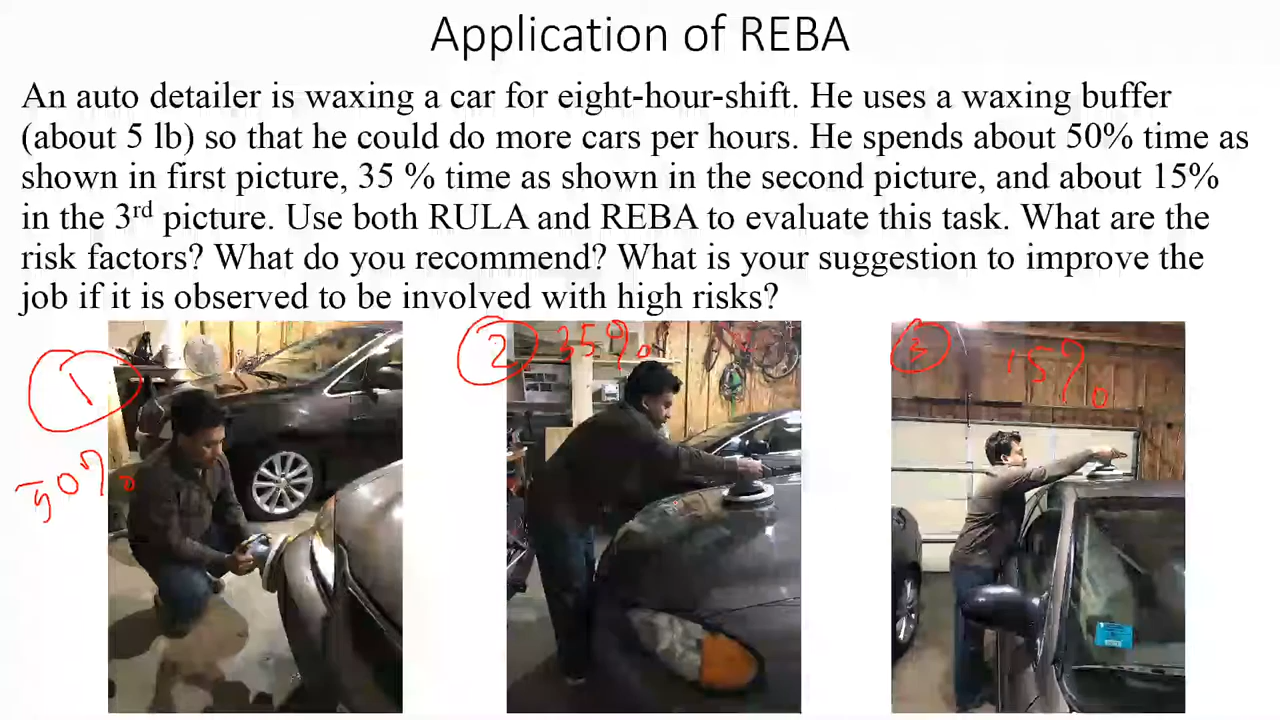 Application of REBA
An auto detailer is waxing a car for eight-hour-shift. He uses a waxing buffer
(about 5 lb) so that he could do more cars per hours. He spends about 50% time as
shown in first picture, 35 % time as shown in the second picture, and about 15%
in the 3rd picture. Use both RULA and REBA to evaluate this task. What are the
risk factors? What do you recommend? What is your suggestion to improve the
job if it is observed to be involved with high risks?
1
2 35%
3 15%
50%